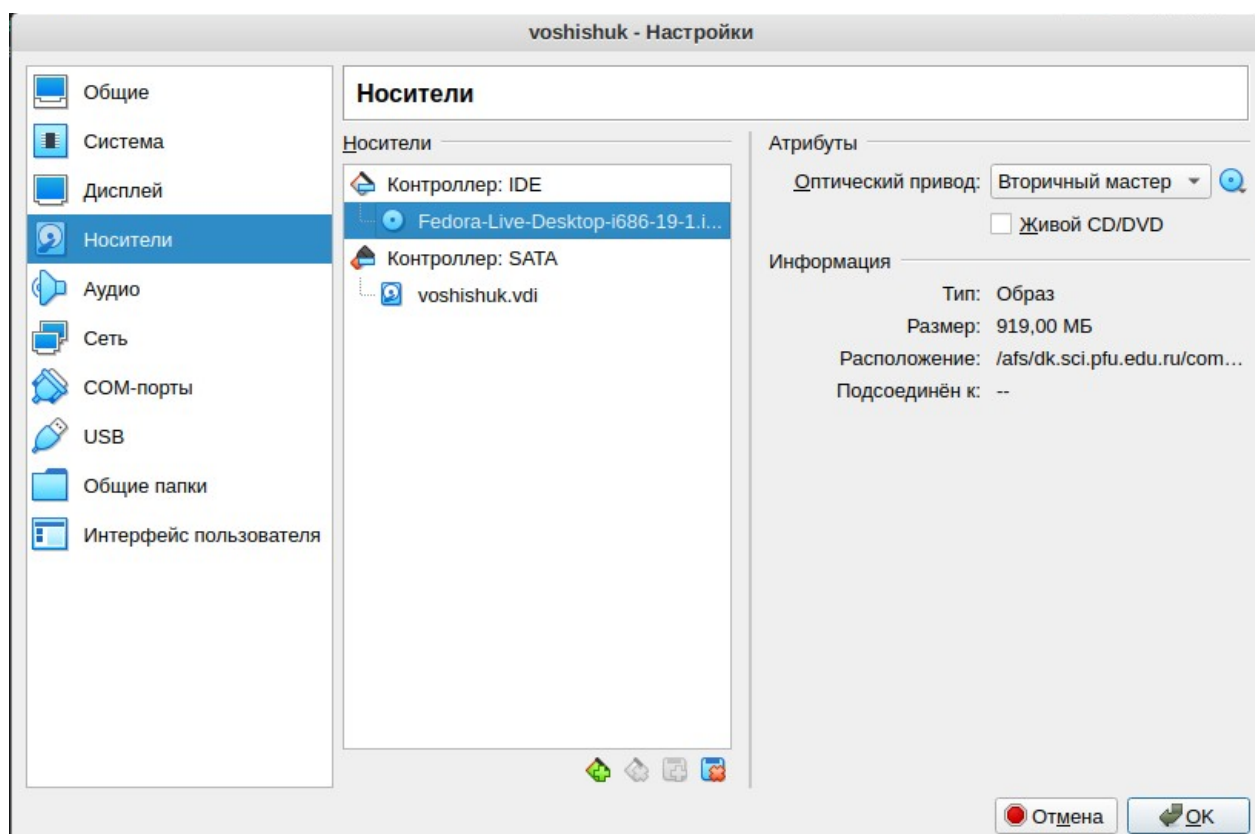 voshishuk - Настройки
Общие
Система
Дисплей
Носители
Аудио
Сеть
COM-порты
USB
Общие папки
Интерфейс пользователя
Носители
Носители
Контроллер: IDE
Fedora-Live-Desktop-i686-19-1.i...
Контроллер: SATA
voshishuk.vdi
Атрибуты
Оптический привод: Вторичный мастер
Живой CD/DVD
Информация
Тип: Образ
Размер: 919,00 МБ
Расположение: /afs/dk.sci.pfu.edu.ru/com...
Подсоединён к: --
Отмена
OK